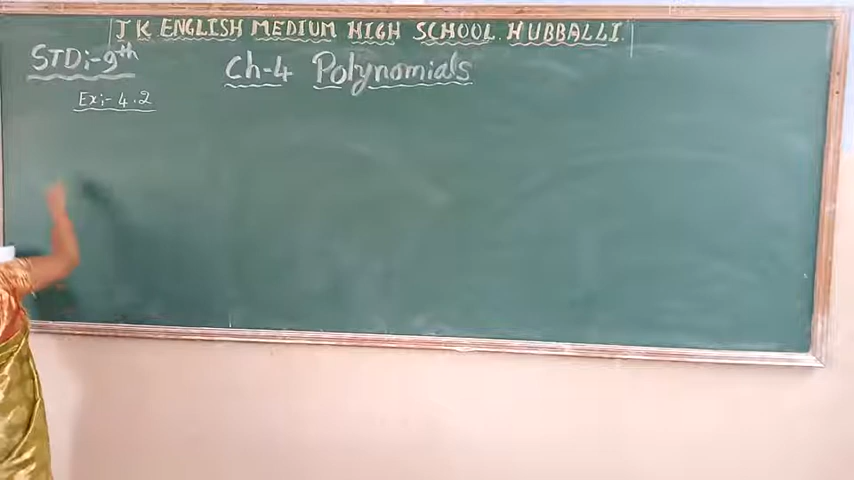 J K ENGLISH MEDIUM HIGH SCHOOL HUBBALLI
STD:- 9th
Ch-4 Polynomials
Ex:- 4.2